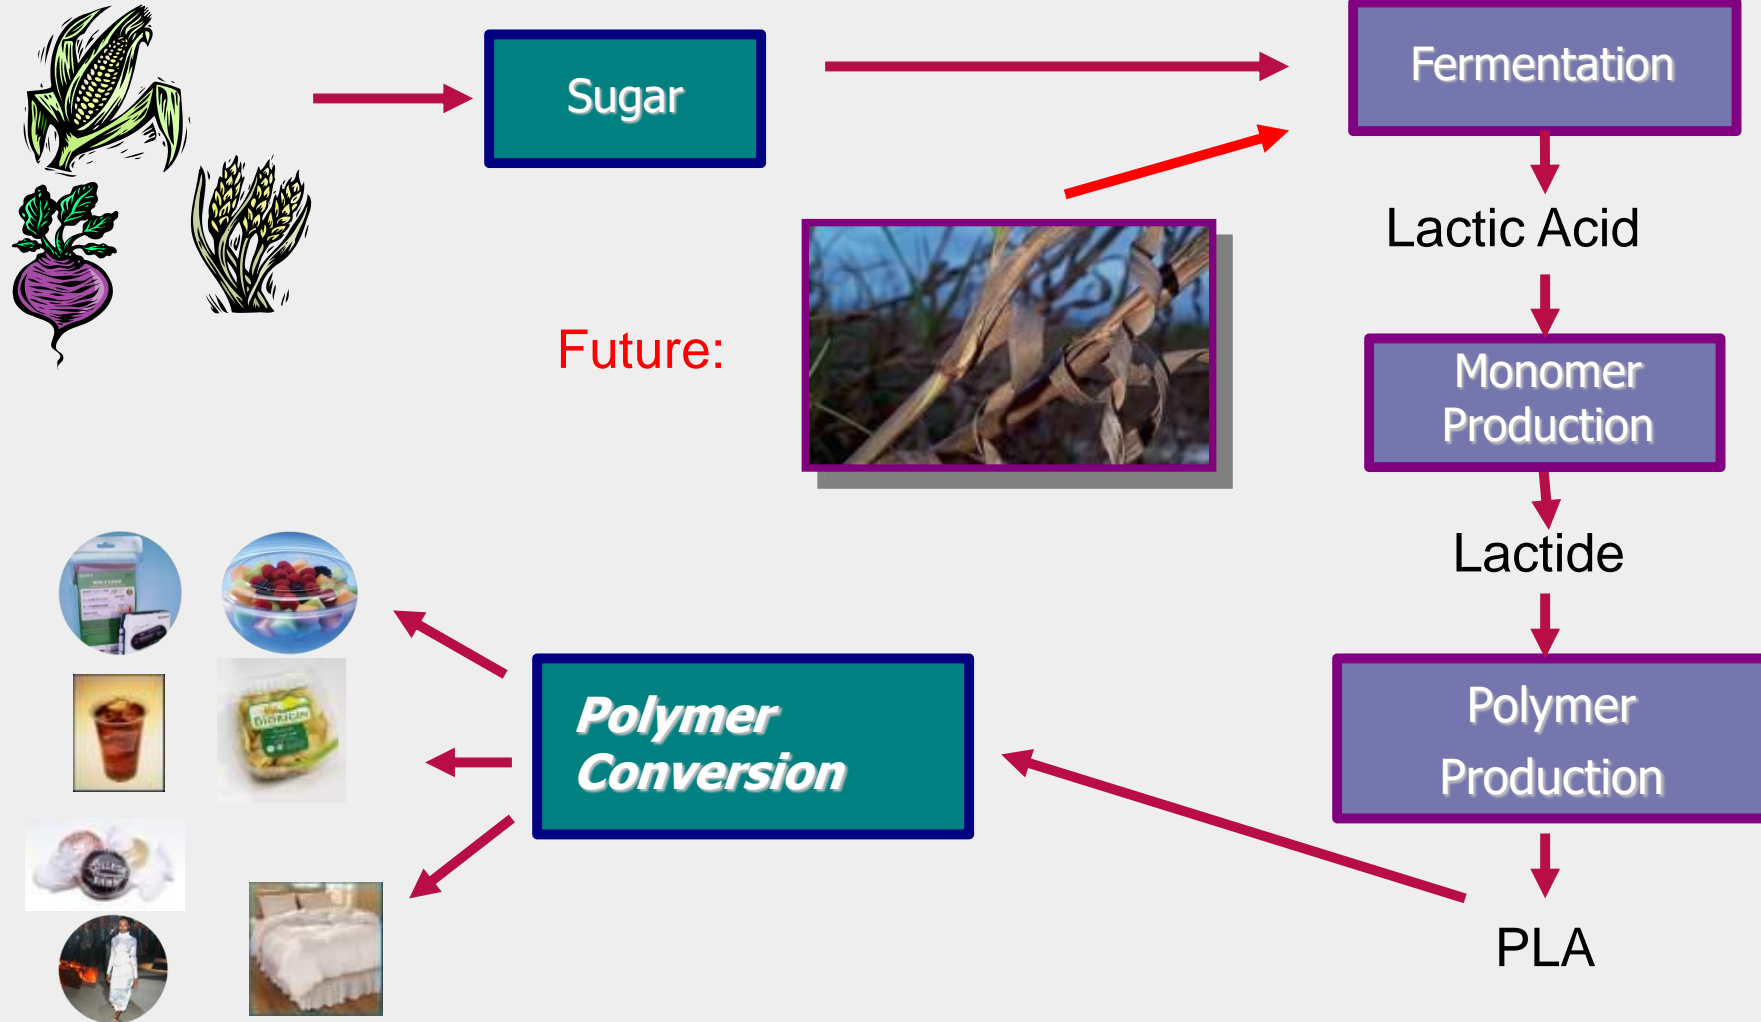 Sugar
Fermentation
Lactic Acid
Future:
Monomer
Production
Lactide
Polymer
Production
Polymer
Conversion
PLA